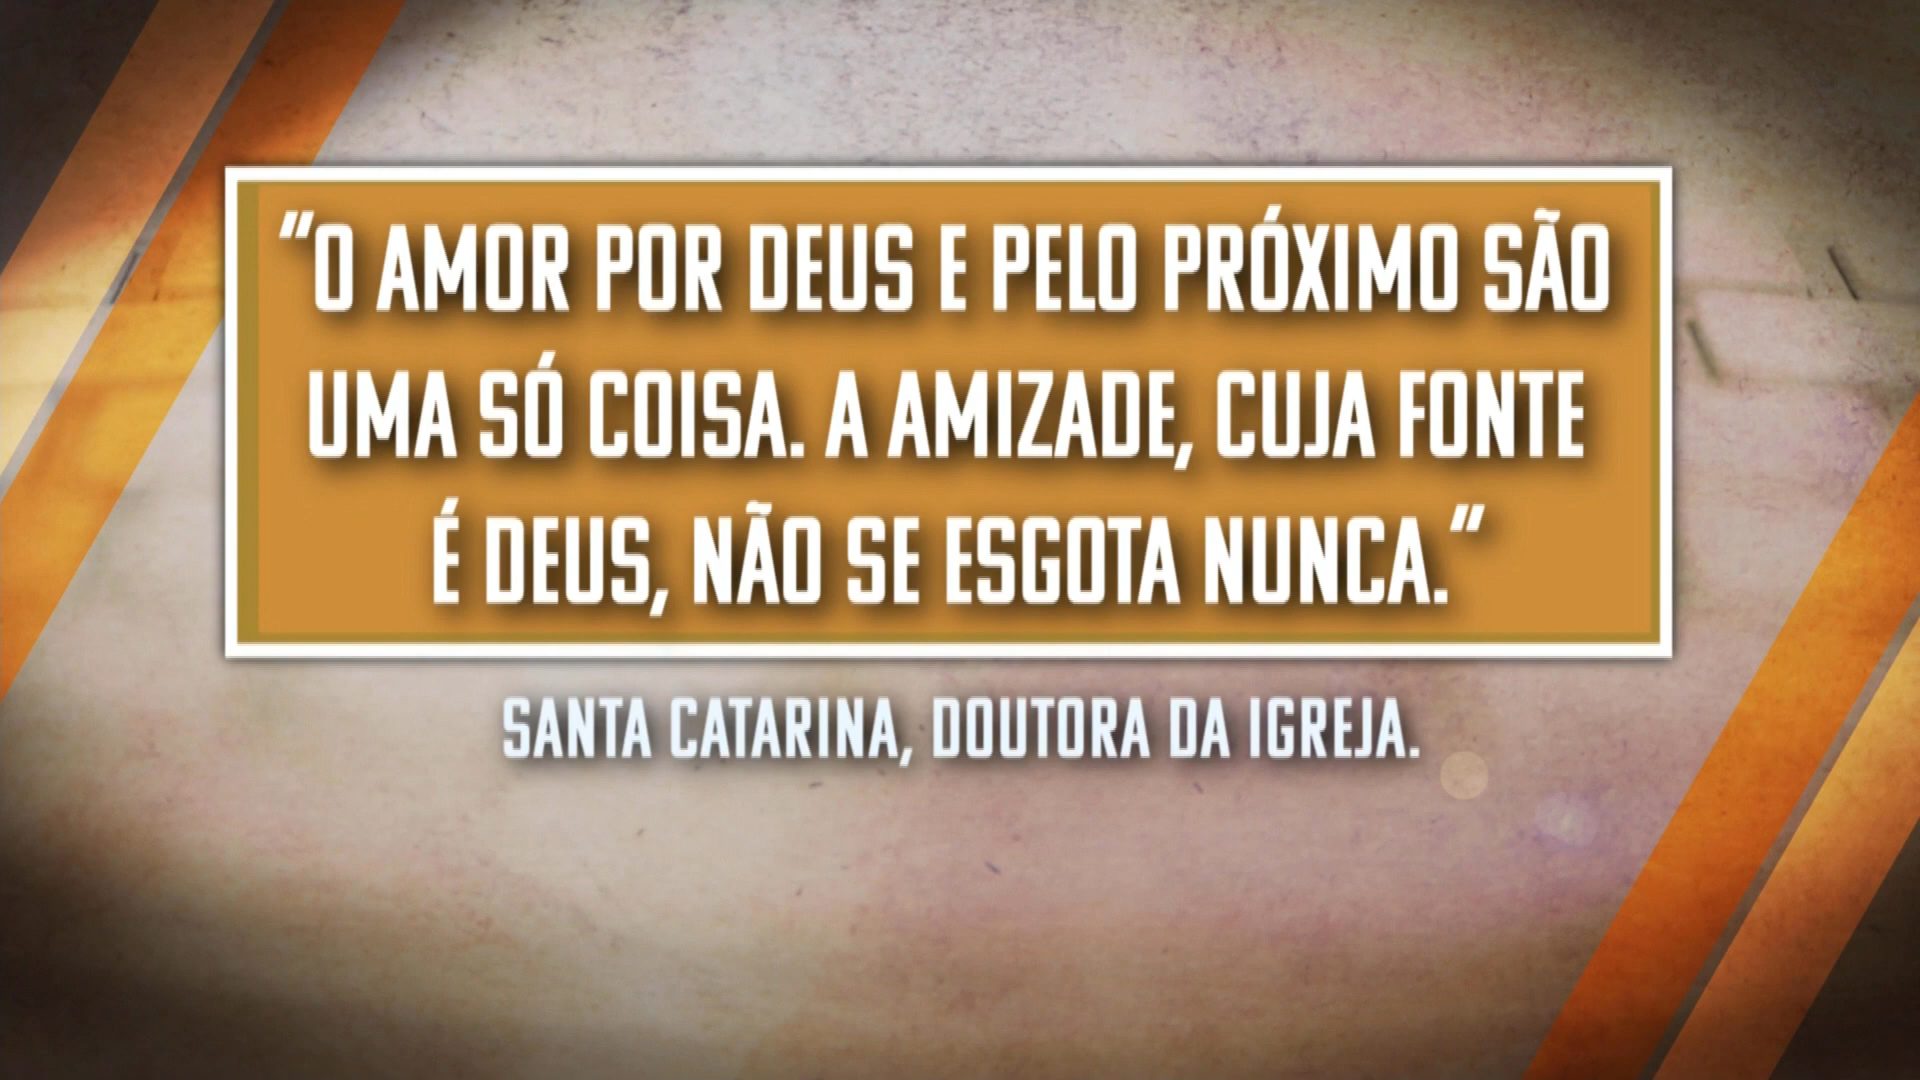 "O AMOR POR DEUS E PELO PRÓXIMO SÃO
UMA SÓ COISA. A AMIZADE, CUJA FONTE
É DEUS, NÃO SE ESGOTA NUNCA."
SANTA CATARINA, DOUTORA DA IGREJA.